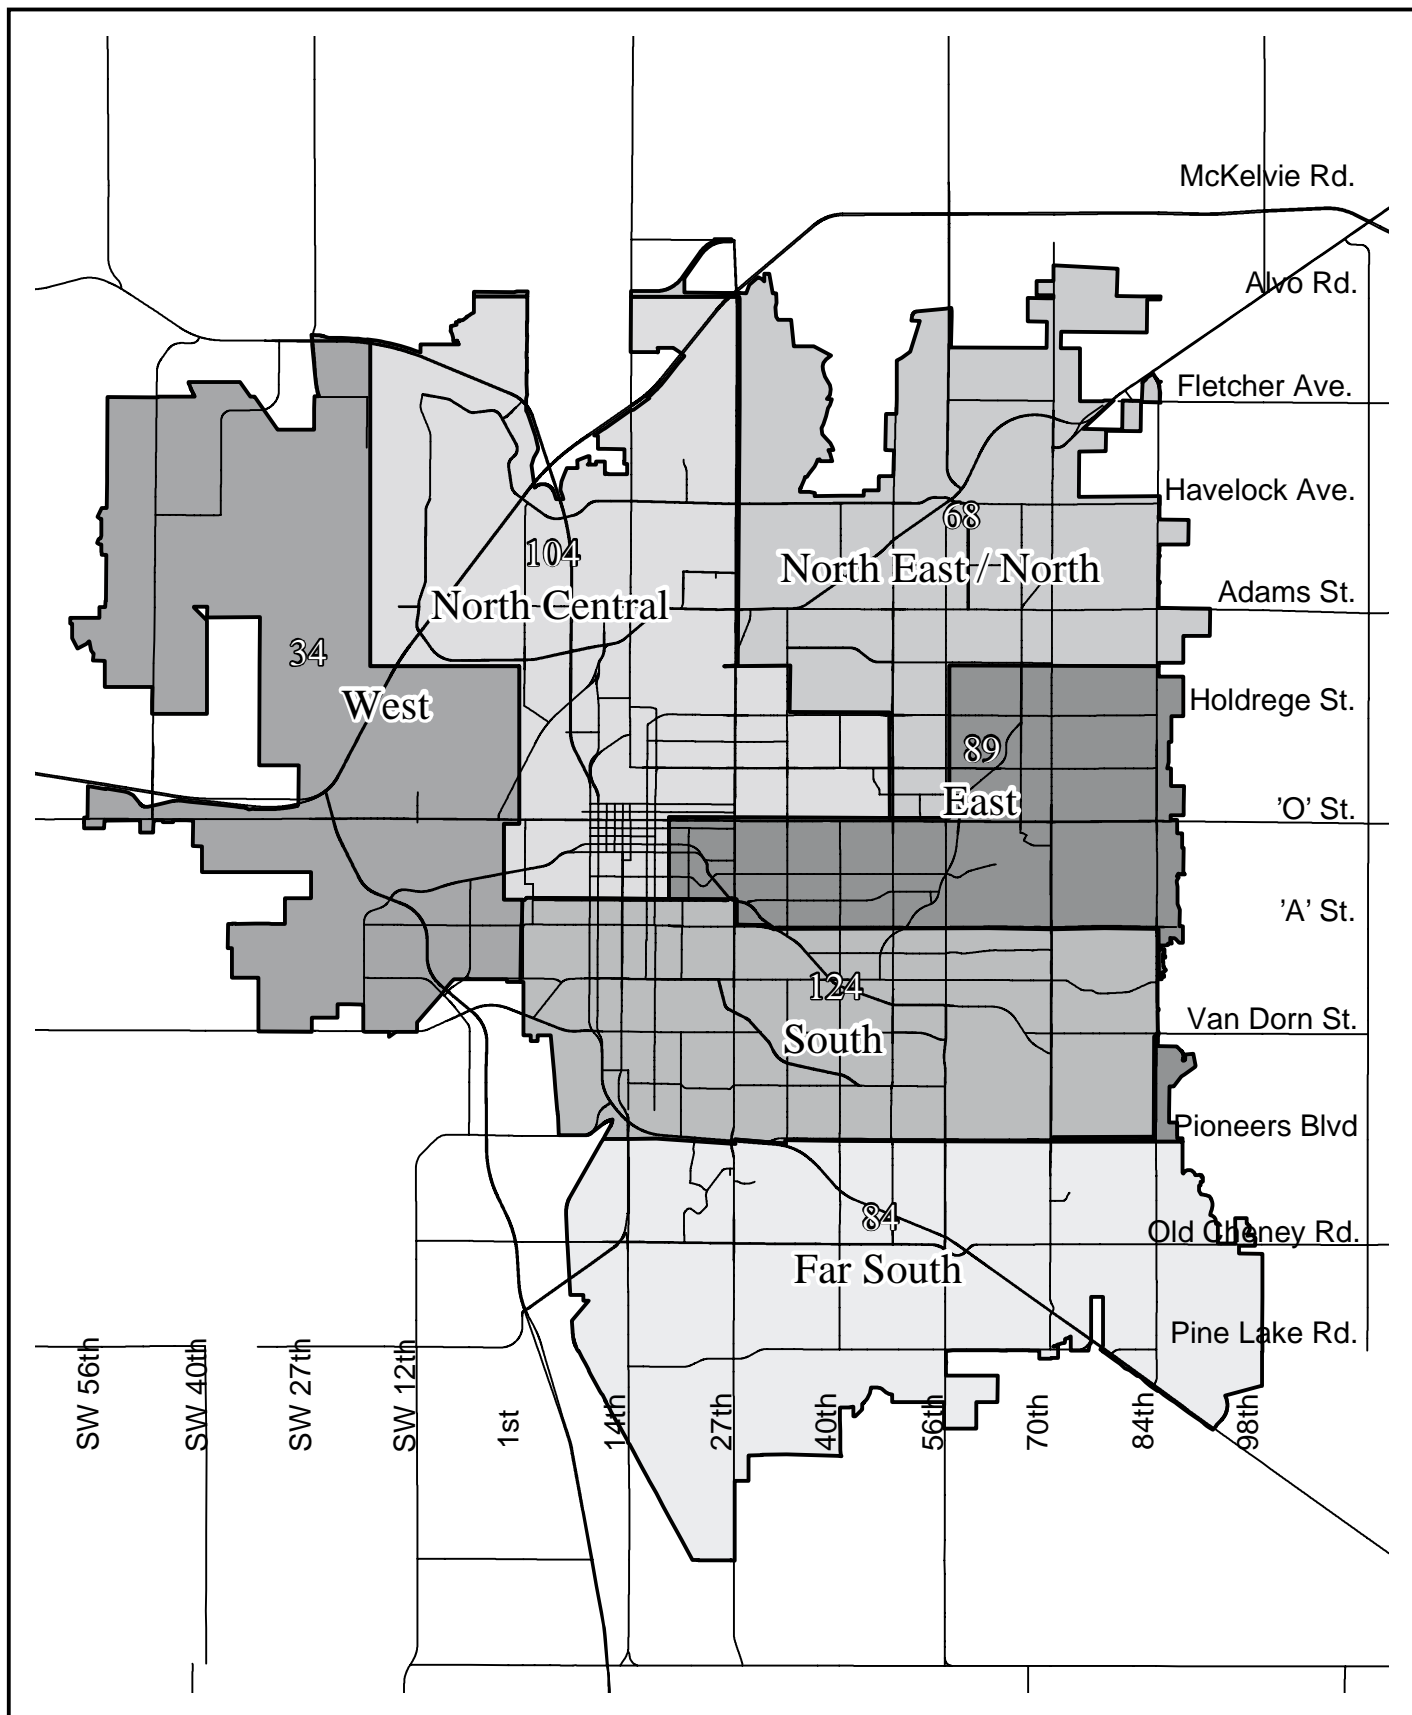 McKelvie Rd.
Alvo Rd.
Fletcher Ave.
Havelock Ave.
68
104
North East / North
Adams St.
North Central
34
West
Holdrege St.
89
East
'O' St.
'A' St.
124
Van Dorn St.
South
Pioneers Blvd
84
Old Cheney Rd.
Far South
Pine Lake Rd.
SW 56th
SW 40th
SW 27th
SW 12th
1st
14th
27th
40th
56th
70th
84th
98th